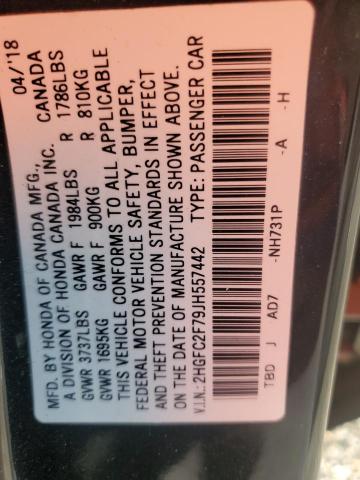 MFD. BY HONDA OF CANADA MFG., 04/'18
A DIVISION OF HONDA CANADA INC. CANADA
GVWR 3737LBS GAWR F 1984LBS R 1786LBS
GVWR 1695KG GAWR F 900KG R 810KG
THIS VEHICLE CONFORMS TO ALL APPLICABLE
FEDERAL MOTOR VEHICLE SAFETY, BUMPER,
AND THEFT PREVENTION STANDARDS IN EFFECT
ON THE DATE OF MANUFACTURE SHOWN ABOVE.
V.I.N.: 2HGFC2F79JH557442 TYPE: PASSENGER CAR
TBD J AD7 -NH731P -A -H